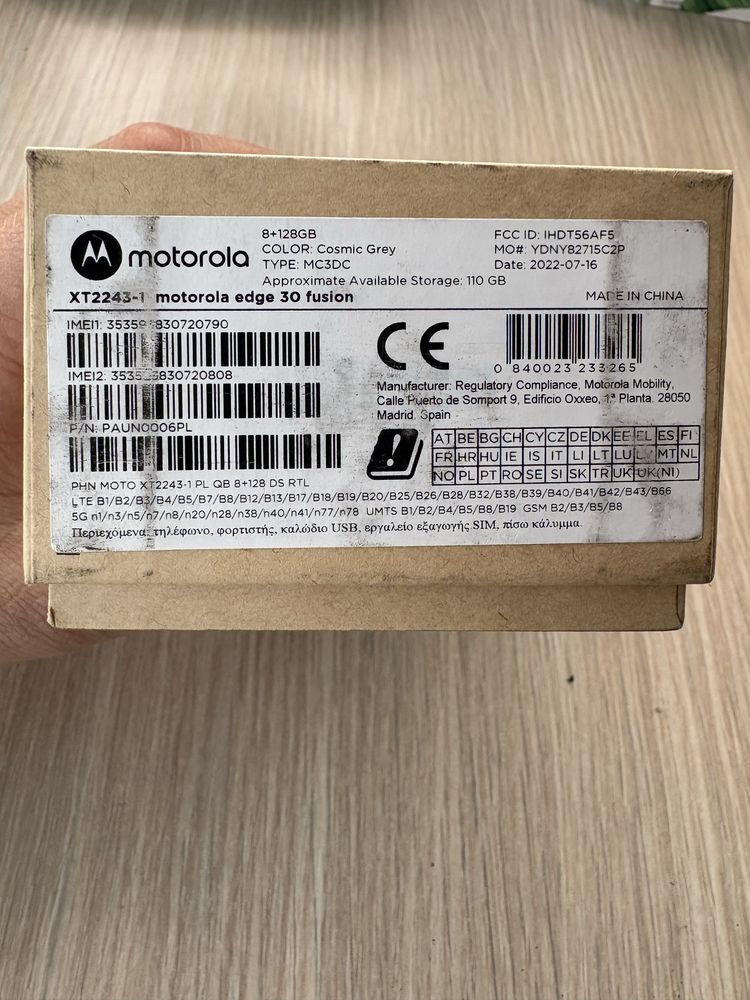 motorola
8+128GB
COLOR: Cosmic Grey
TYPE: MC3DC
Approximate Available Storage: 110 GB
FCC ID: IHDT56AF5
MO#: YDNY82715C2P
Date: 2022-07-16
XT2243-1 motorola edge 30 fusion
MADE IN CHINA
IMEI1:
IMEI2:
P/N: PAUN0006PL
PHN MOTO XT2243-1 PL QB 8+128 DS RTL
CE
0 840023 233265
Manufacturer: Regulatory Compliance, Motorola Mobility,
Calle Puerto de Somport 9, Edificio Oxxeo, 1ª Planta. 28050
Madrid. Spain
AT BE BG CH CY CZ DE DK EE EL ES FI
FR HR HU IE IS IT LI LT LU LV MT NL
NO PL PT RO SE SI SK TR UK UK(NI)
LTE B1/B2/B3/B4/B5/B7/B8/B12/B13/B17/B18/B19/B20/B25/B26/B28/B32/B38/B39/B40/B41/B42/B43/B66
5G n1/n3/n5/n7/n8/n20/n28/n38/n40/n41/n77/n78 UMTS B1/B2/B4/B5/B8/B19 GSM B2/B3/B5/B8
Περιεχόμενα: τηλέφωνο, φορτιστής, καλώδιο USB, εργαλείο εξαγωγής SIM, πίσω κάλυμμα.